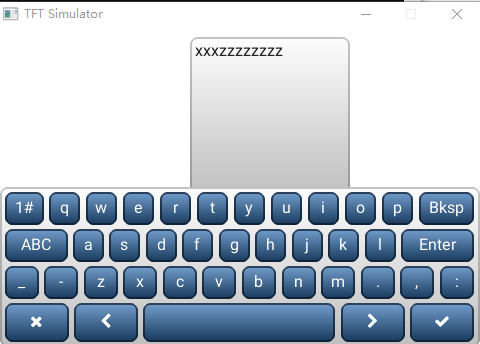 TFT Simulator
xxxzzzzzzzzz
1# q w e r t y u i o p Bksp
ABC a s d f g h j k l Enter
_ - z x c v b n m . , :